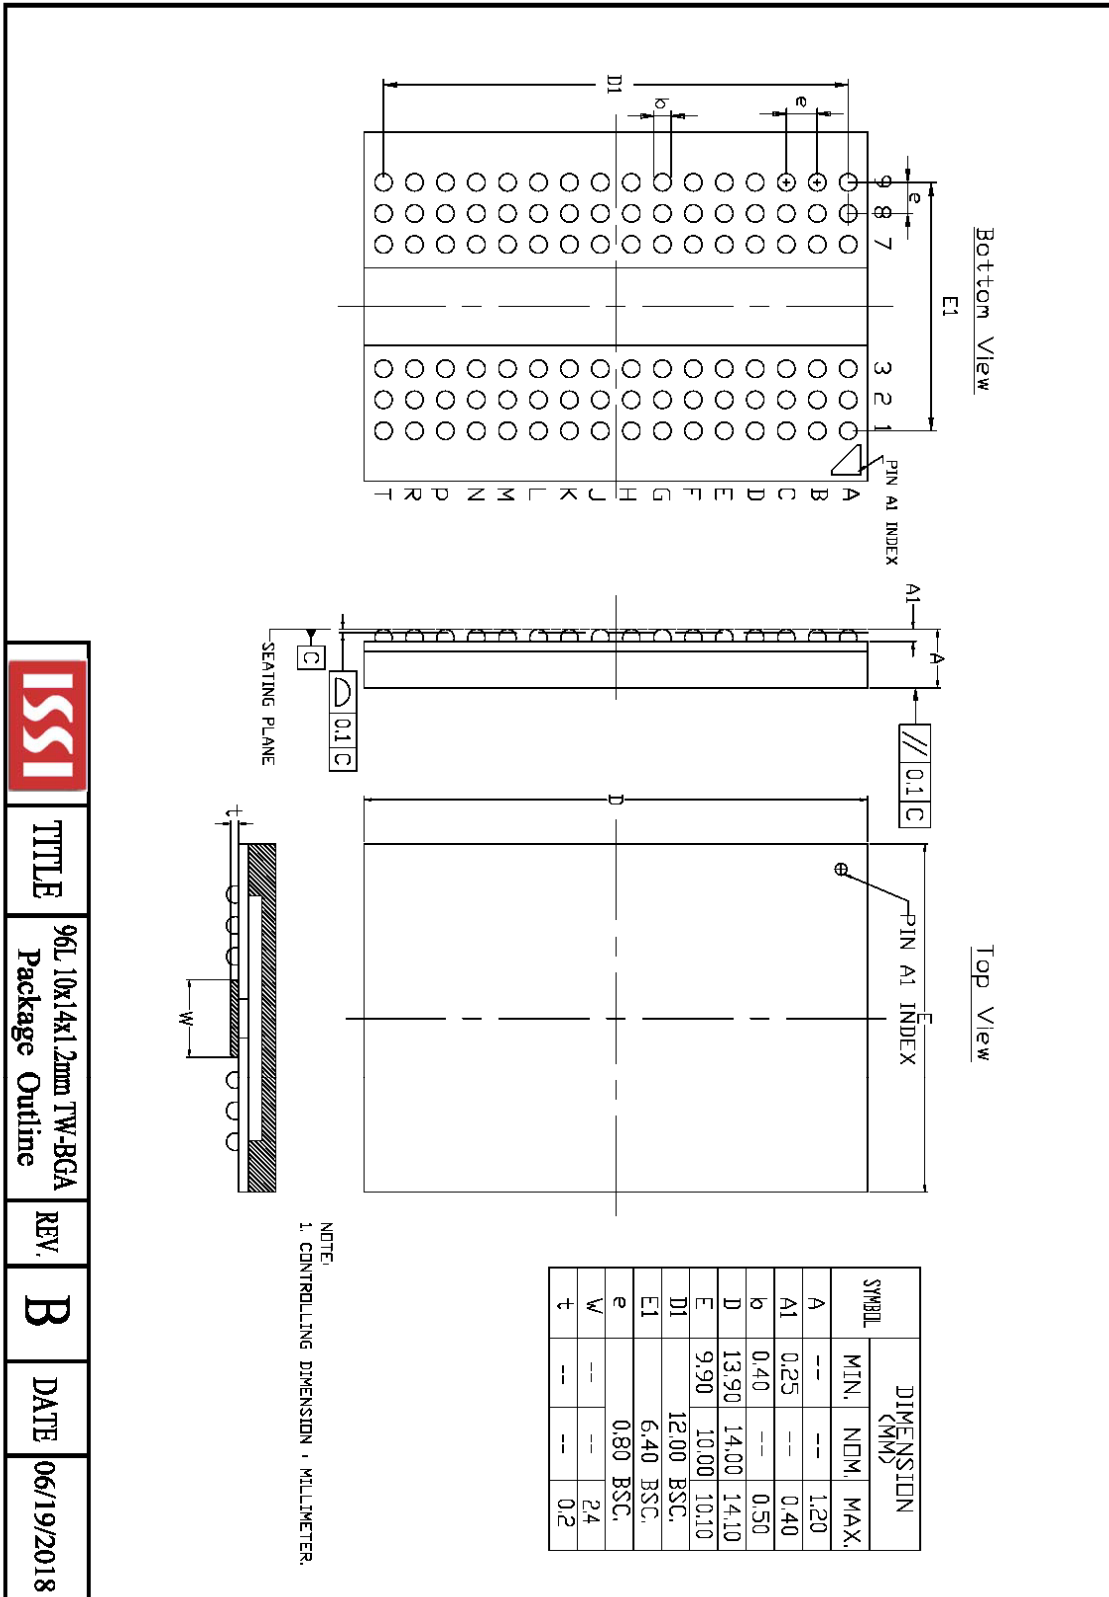 Bottom View
E1
9 8 7 3 2 1
e
e
b
D1
A B C D E F G H J K L M N P R T
PIN A1 INDEX
A1
A
// 0.1 C
0.1 C
C
SEATING PLANE
Top View
PIN A1 INDEX
E
D
t
W
SYMBOL DIMENSION
(MM)
MIN. NOM. MAX.
A -- -- 1.20
A1 0.25 -- 0.40
b 0.40 -- 0.50
D 13.90 14.00 14.10
E 9.90 10.00 10.10
D1 12.00 BSC.
E1 6.40 BSC.
e 0.80 BSC.
W -- -- 2.4
t -- -- 0.2
NOTE:
1. CONTROLLING DIMENSION : MILLIMETER.
ISSI
TITLE
96L 10x14x1.2mm TW-BGA
Package Outline
REV.
B
DATE
06/19/2018